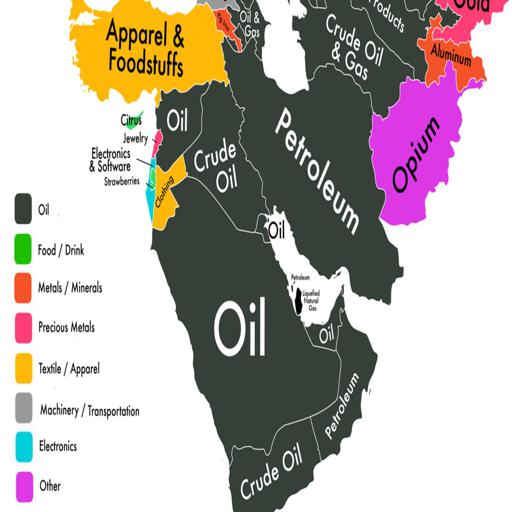 Products
Gold
Oil &
Gas
Crude Oil
& Gas
Aluminum
Apparel &
Foodstuffs
Citrus
Oil
Jewelry
Electronics
& Software
Strawberries
Clothing
Crude
Oil
Petroleum
Opium
Oil
Petroleum
Liquefied
Natural
Gas
Oil
Oil
Petroleum
Crude Oil
Oil
Food / Drink
Metals / Minerals
Precious Metals
Textile / Apparel
Machinery / Transportation
Electronics
Other